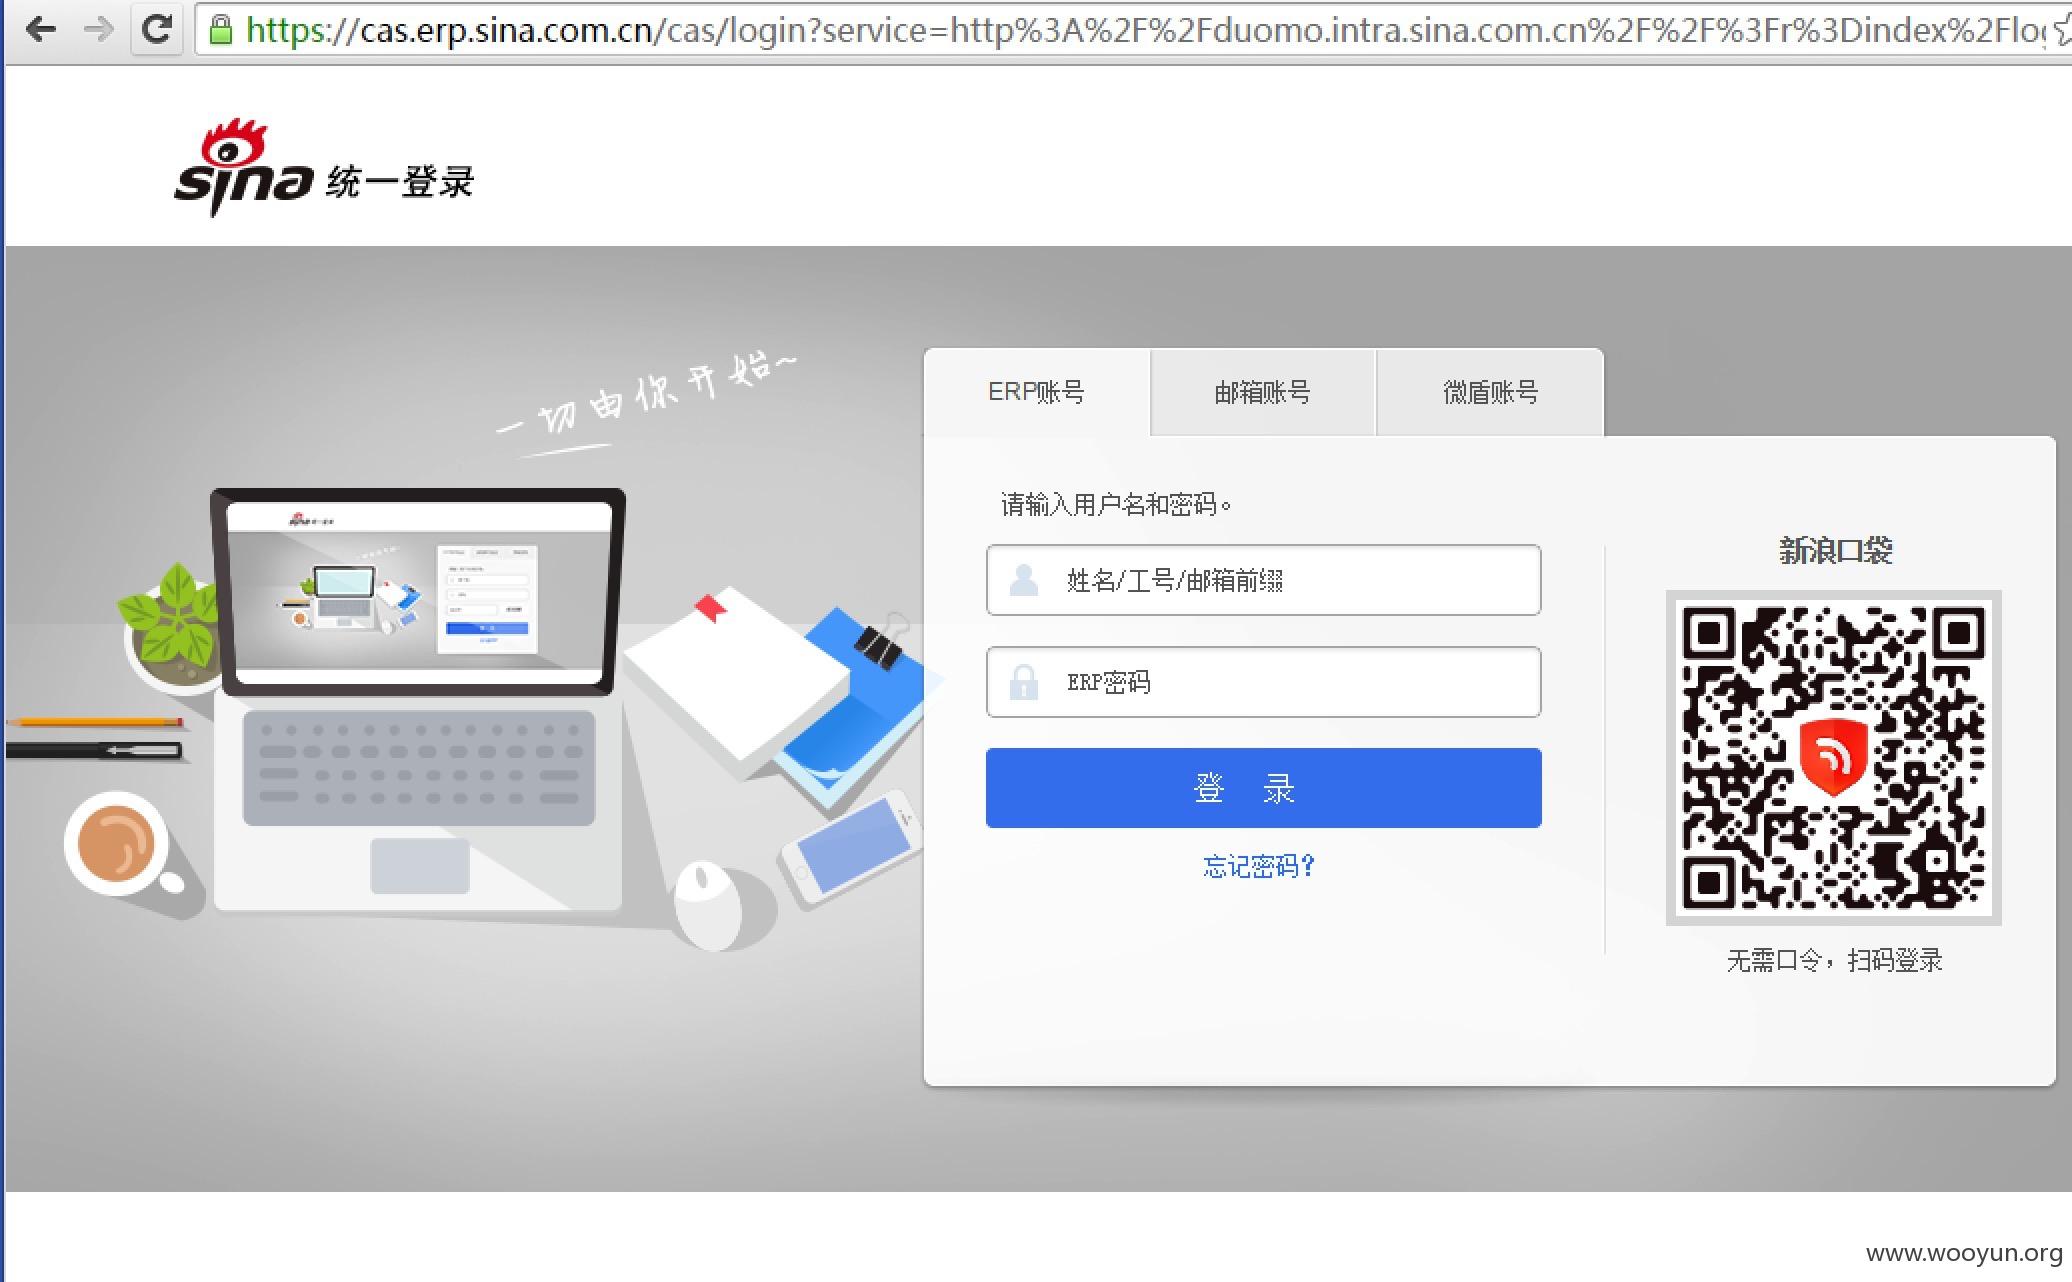 https://cas.erp.sina.com.cn/cas/login?service=http%3A%2F%2Fduomo.intra.sina.com.cn%2F%2F%3Fr%3Dindex%2Flog
sina 统一登录
一切由你开始~
ERP账号
邮箱账号
微盾账号
请输入用户名和密码。
姓名/工号/邮箱前缀
ERP密码
登 录
忘记密码?
新浪口袋
无需口令，扫码登录
www.wooyun.org